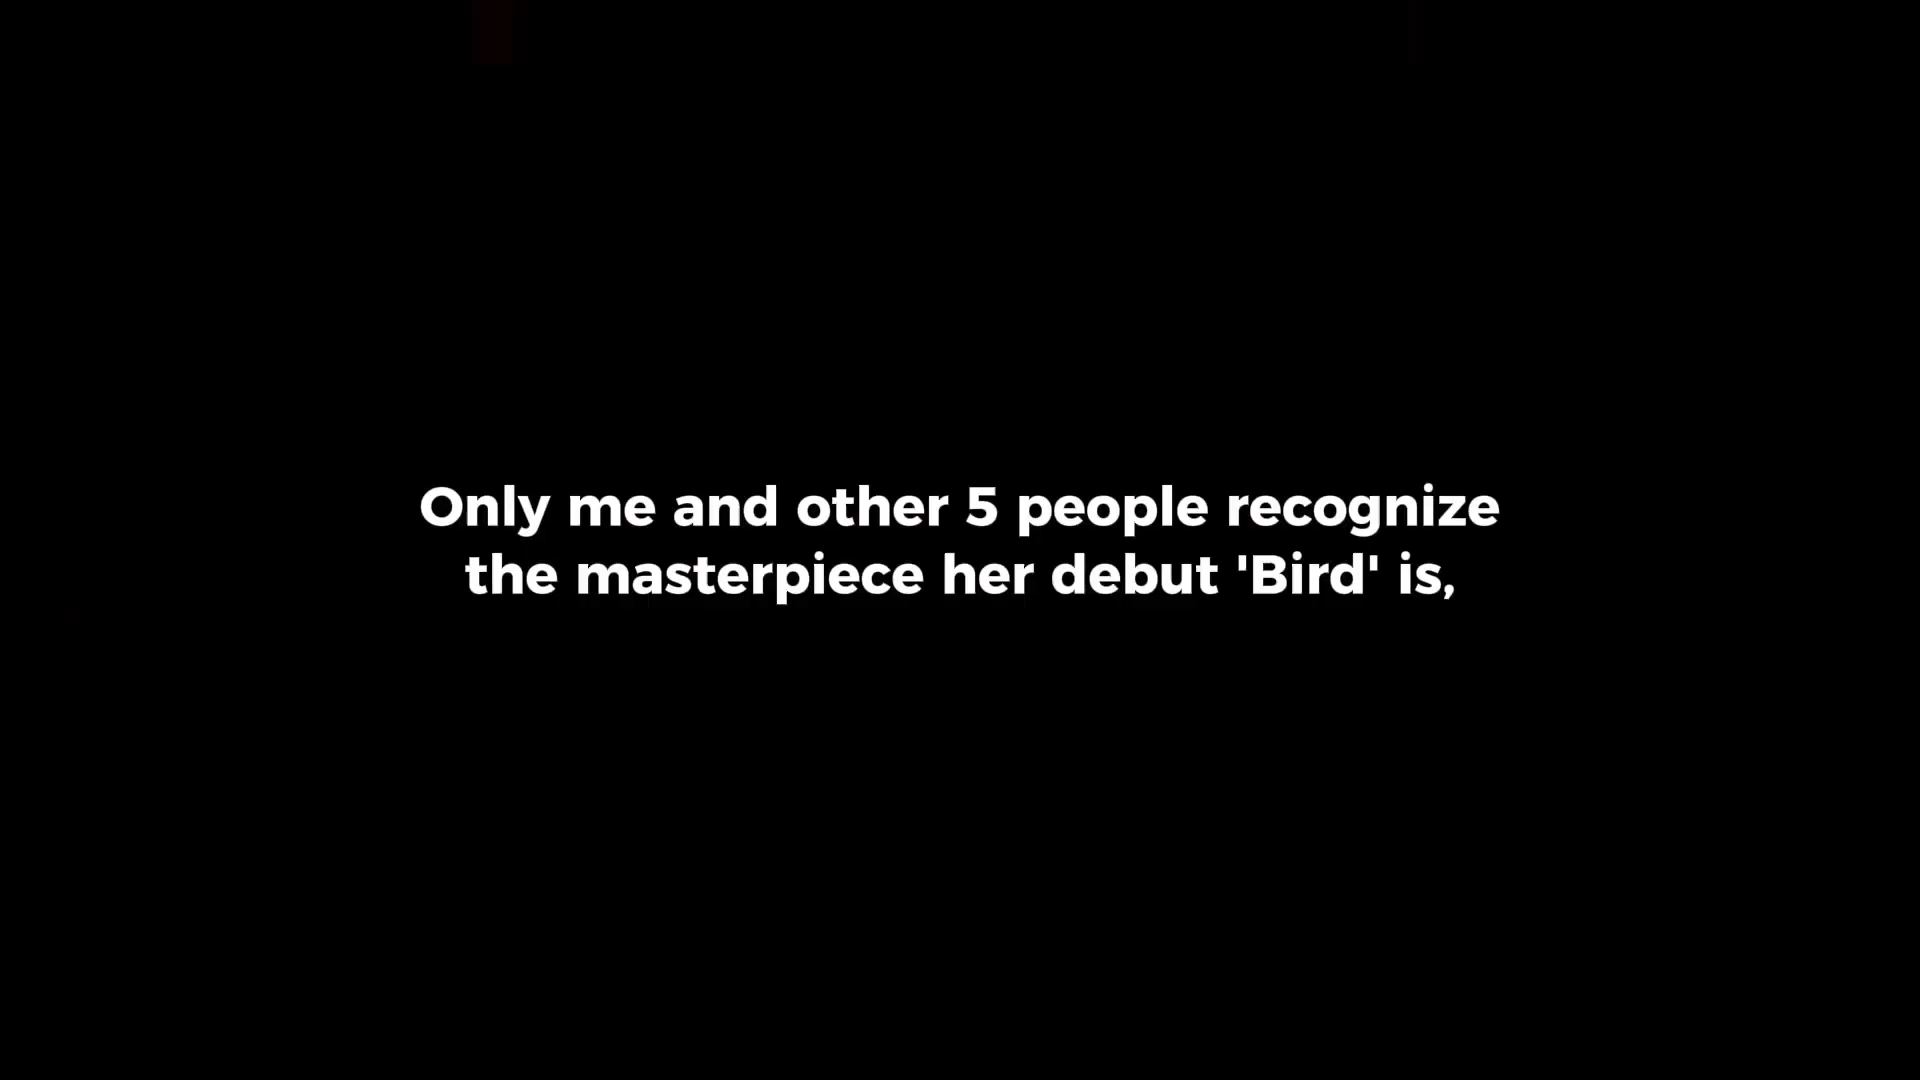 Only me and other 5 people recognize
the masterpiece her debut 'Bird' is,